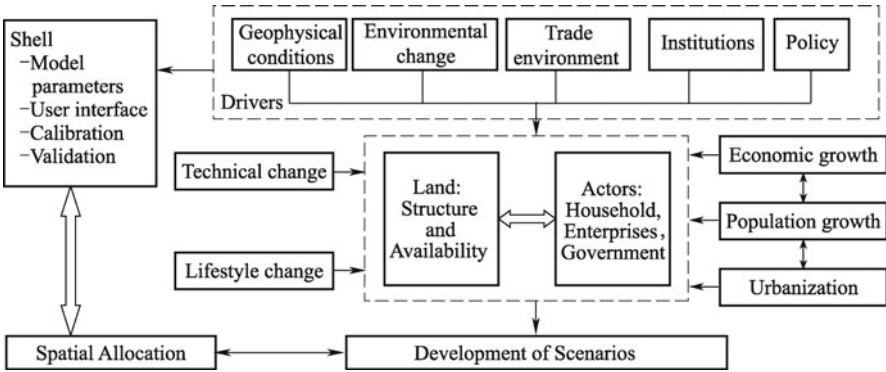 Shell
−Model
parameters
−User interface
−Calibration
−Validation
Geophysical
conditions
Environmental
change
Trade
environment
Institutions
Policy
Drivers
Technical change
Lifestyle change
Land:
Structure
and
Availability
Actors:
Household,
Enterprises,
Government
Economic growth
Population growth
Urbanization
Spatial Allocation
Development of Scenarios